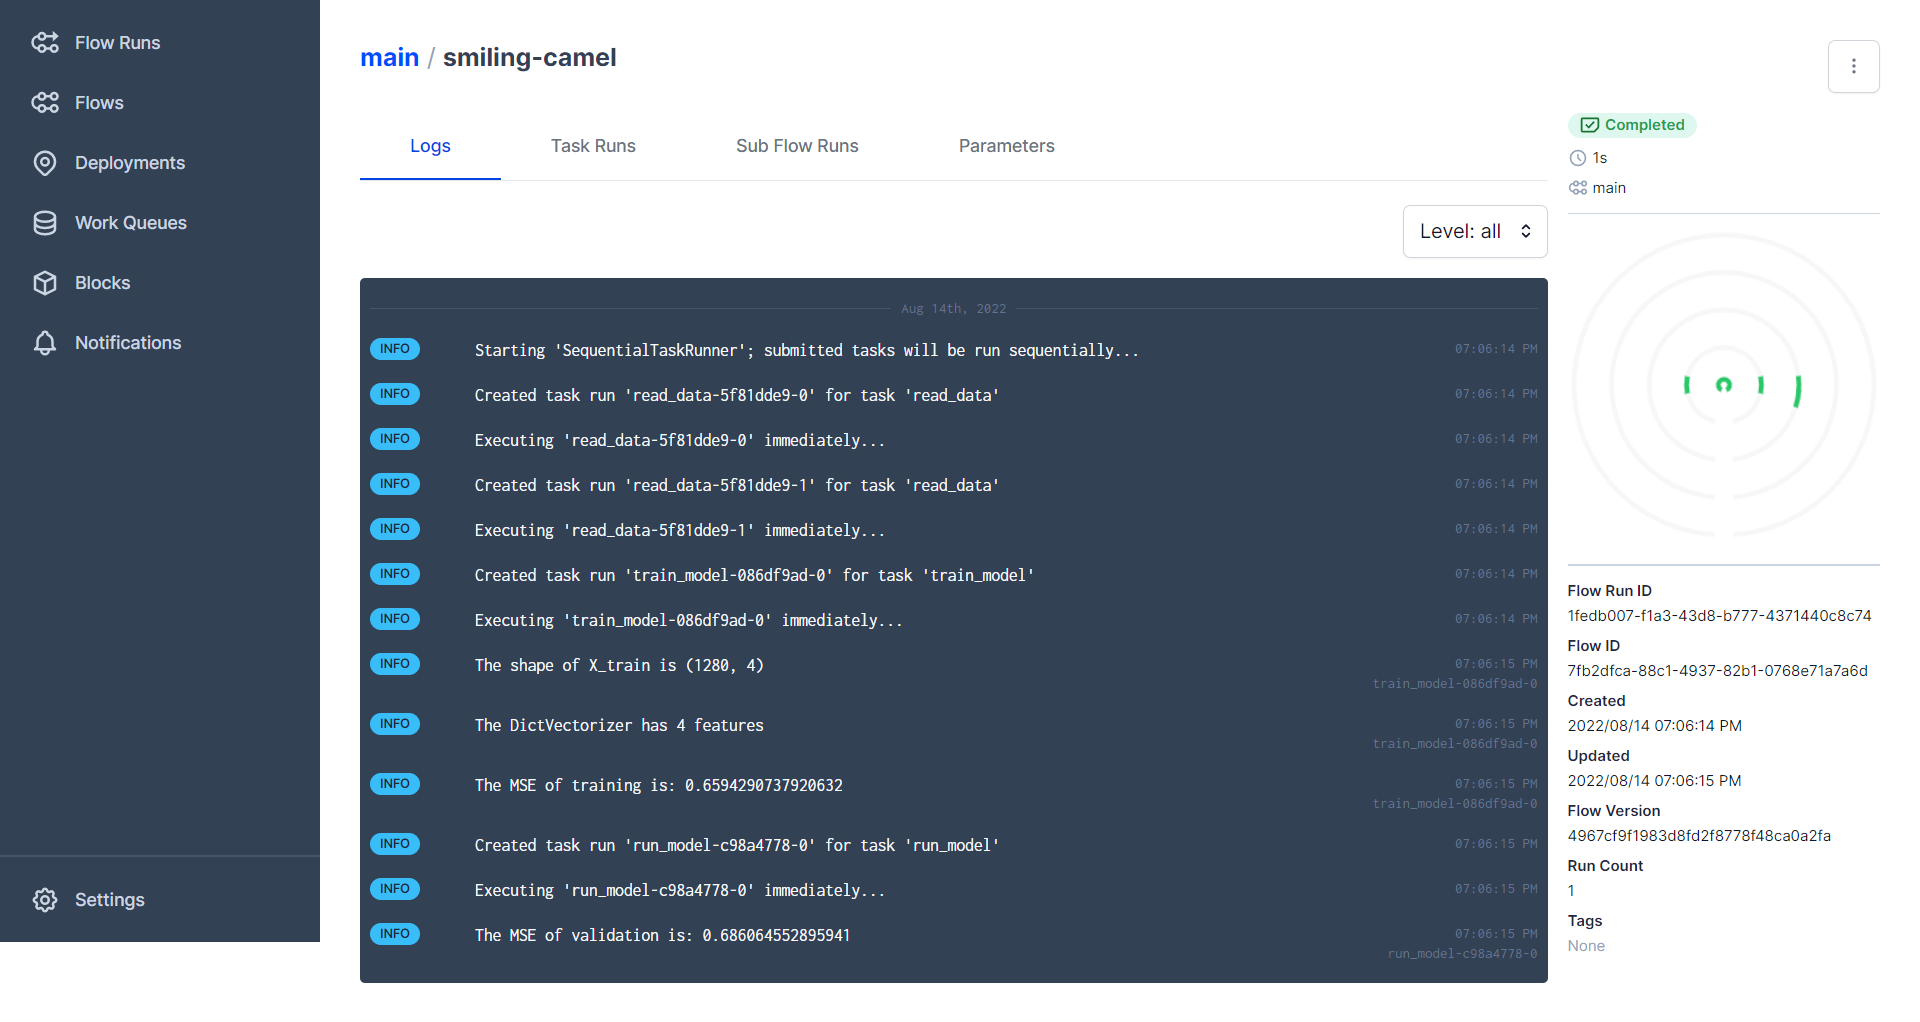 Flow Runs
Flows
Deployments
Work Queues
Blocks
Notifications
Settings
main / smiling-camel
Logs Task Runs Sub Flow Runs Parameters
Level: all
Aug 14th, 2022
INFO Starting 'SequentialTaskRunner'; submitted tasks will be run sequentially... 07:06:14 PM
INFO Created task run 'read_data-5f81dde9-0' for task 'read_data' 07:06:14 PM
INFO Executing 'read_data-5f81dde9-0' immediately... 07:06:14 PM
INFO Created task run 'read_data-5f81dde9-1' for task 'read_data' 07:06:14 PM
INFO Executing 'read_data-5f81dde9-1' immediately... 07:06:14 PM
INFO Created task run 'train_model-086df9ad-0' for task 'train_model' 07:06:14 PM
INFO Executing 'train_model-086df9ad-0' immediately... 07:06:14 PM
INFO The shape of X_train is (1280, 4) 07:06:15 PM
train_model-086df9ad-0
INFO The DictVectorizer has 4 features 07:06:15 PM
train_model-086df9ad-0
INFO The MSE of training is: 0.6594290737920632 07:06:15 PM
train_model-086df9ad-0
INFO Created task run 'run_model-c98a4778-0' for task 'run_model' 07:06:15 PM
INFO Executing 'run_model-c98a4778-0' immediately... 07:06:15 PM
INFO The MSE of validation is: 0.686064552895941 07:06:15 PM
run_model-c98a4778-0
Completed
1s
main
Flow Run ID
1fedb007-f1a3-43d8-b777-4371440c8c74
Flow ID
7fb2dfca-88c1-4937-82b1-0768e71a7a6d
Created
2022/08/14 07:06:14 PM
Updated
2022/08/14 07:06:15 PM
Flow Version
4967cf9f1983d8fd2f8778f48ca0a2fa
Run Count
1
Tags
None